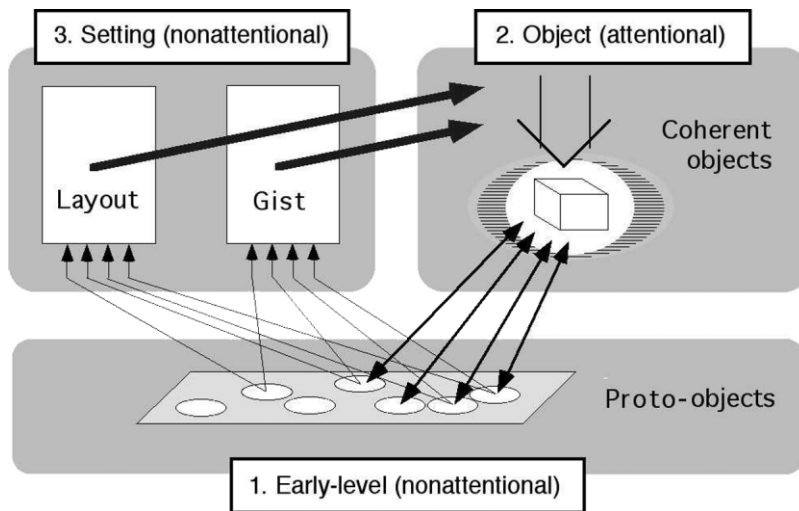 3. Setting (nonattentional)
2. Object (attentional)
Coherent
objects
Layout
Gist
Proto-objects
1. Early-level (nonattentional)